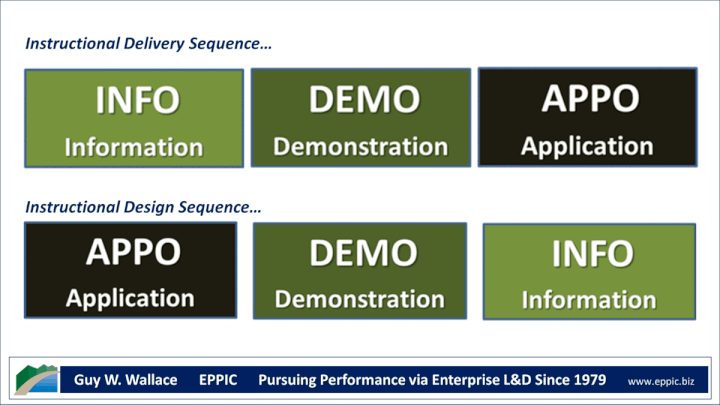 Instructional Delivery Sequence...
INFO DEMO APPO
Information Demonstration Application
Instructional Design Sequence...
APPO DEMO INFO
Application Demonstration Information
Guy W. Wallace EPPIC Pursuing Performance via Enterprise L&D Since 1979 www.eppic.biz